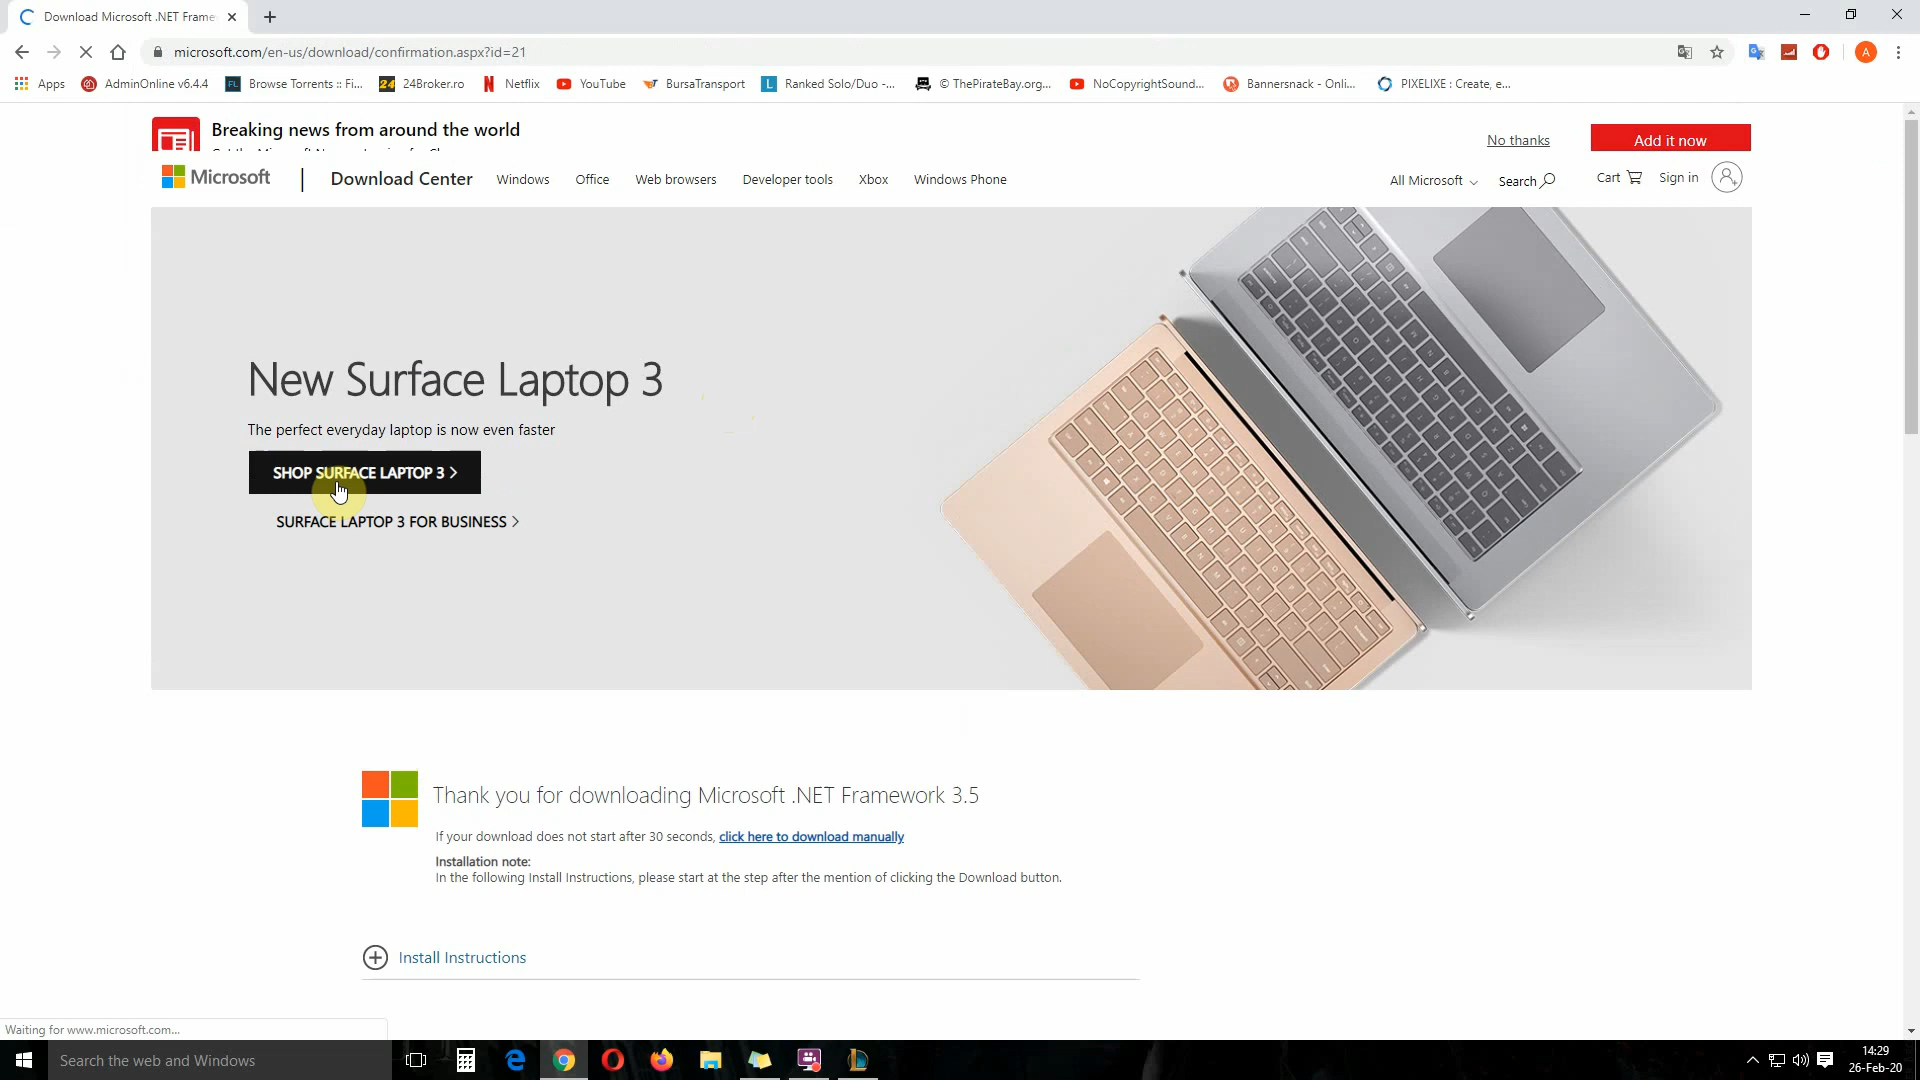 Download Microsoft .NET Frame
microsoft.com/en-us/download/confirmation.aspx?id=21
A
Apps
AdminOnline v6.4.4
FL
Browse Torrents :: Fi...
24
24Broker.ro
N
Netflix
YouTube
BursaTransport
L
Ranked Solo/Duo -...
© ThePirateBay.org...
NoCopyrightSound...
Bannersnack - Onli...
PIXELIXE : Create, e...
Breaking news from around the world
No thanks
Add it now
Microsoft
Download Center
Windows
Office
Web browsers
Developer tools
Xbox
Windows Phone
All Microsoft
Search
Cart
Sign in
New Surface Laptop 3
The perfect everyday laptop is now even faster
SHOP SURFACE LAPTOP 3 >
SURFACE LAPTOP 3 FOR BUSINESS >
Thank you for downloading Microsoft .NET Framework 3.5
If your download does not start after 30 seconds, click here to download manually
Installation note:
In the following Install Instructions, please start at the step after the mention of clicking the Download button.
Install Instructions
Waiting for www.microsoft.com...
Search the web and Windows
14:29
26-Feb-20